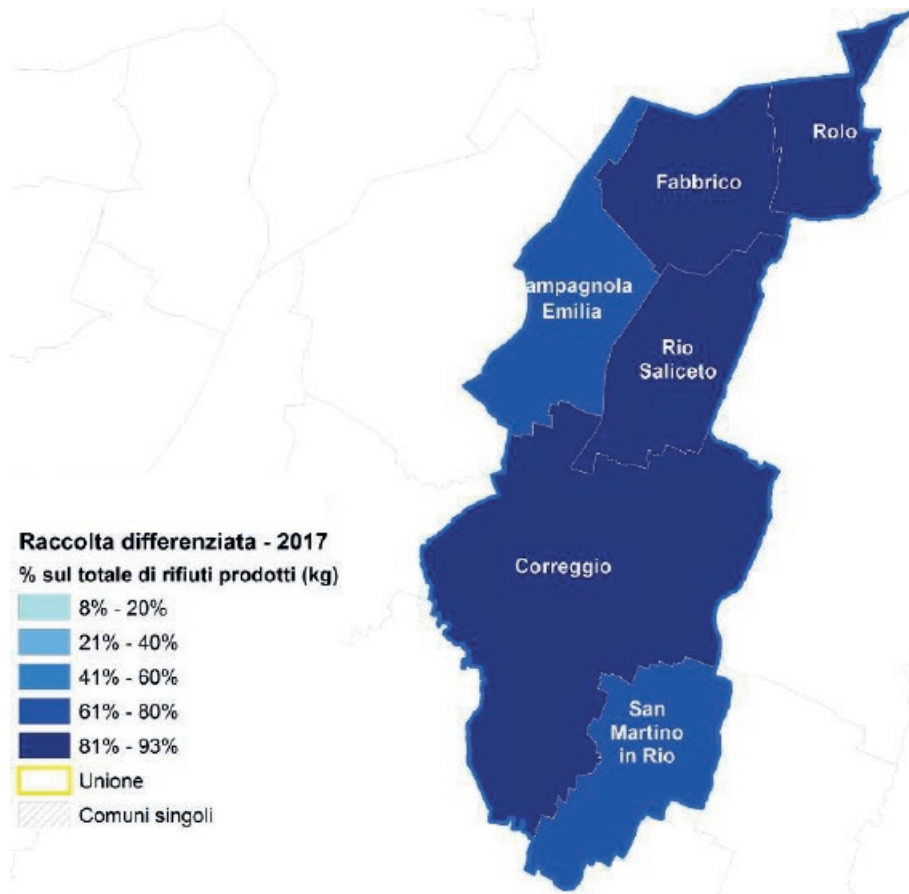 Rolo
Fabbrico
ampagnola
Emilia
Rio
Saliceto
Correggio
San
Martino
in Rio
Raccolta differenziata - 2017
% sul totale di rifiuti prodotti (kg)
8% - 20%
21% - 40%
41% - 60%
61% - 80%
81% - 93%
Unione
Comuni singoli